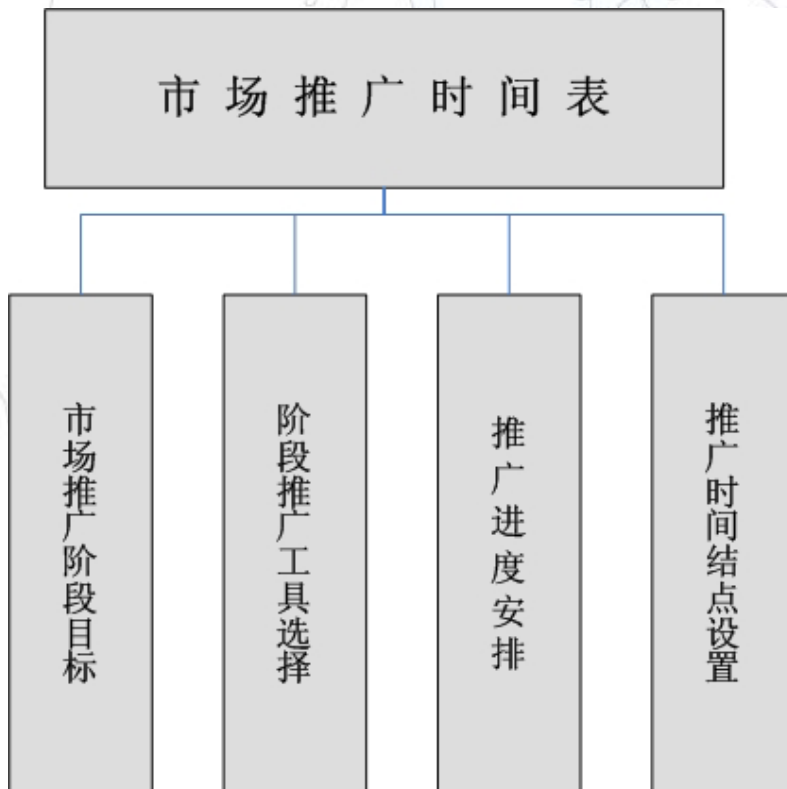 市场推广时间表
市场推广阶段目标
阶段推广工具选择
推广进度安排
推广时间结点设置